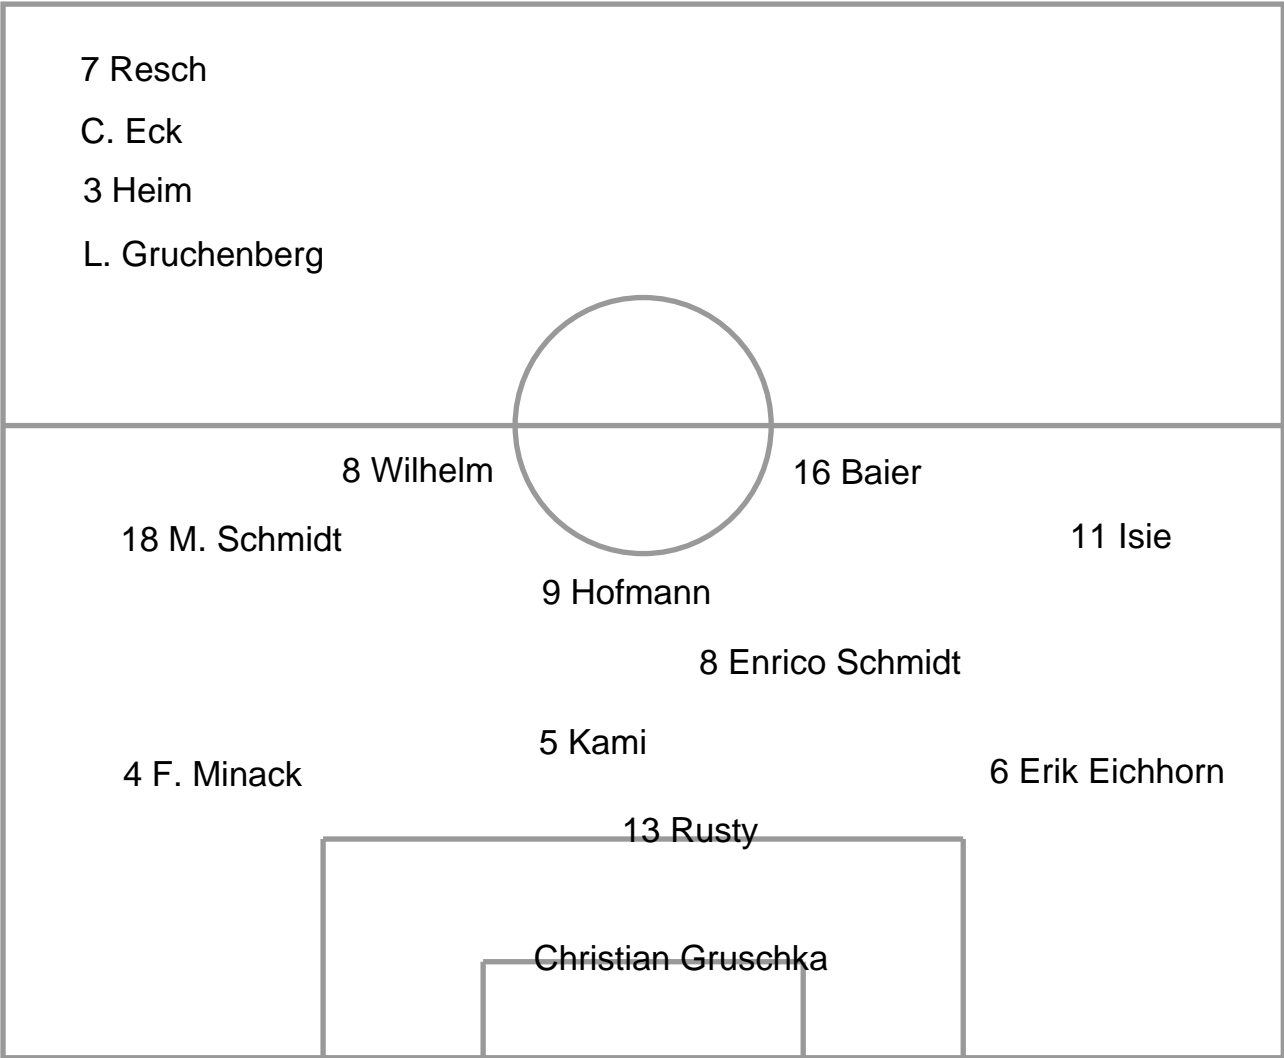 7 Resch
C. Eck
3 Heim
L. Gruchenberg
8 Wilhelm
16 Baier
18 M. Schmidt
11 Isie
9 Hofmann
8 Enrico Schmidt
5 Kami
4 F. Minack
6 Erik Eichhorn
13 Rusty
Christian Gruschka